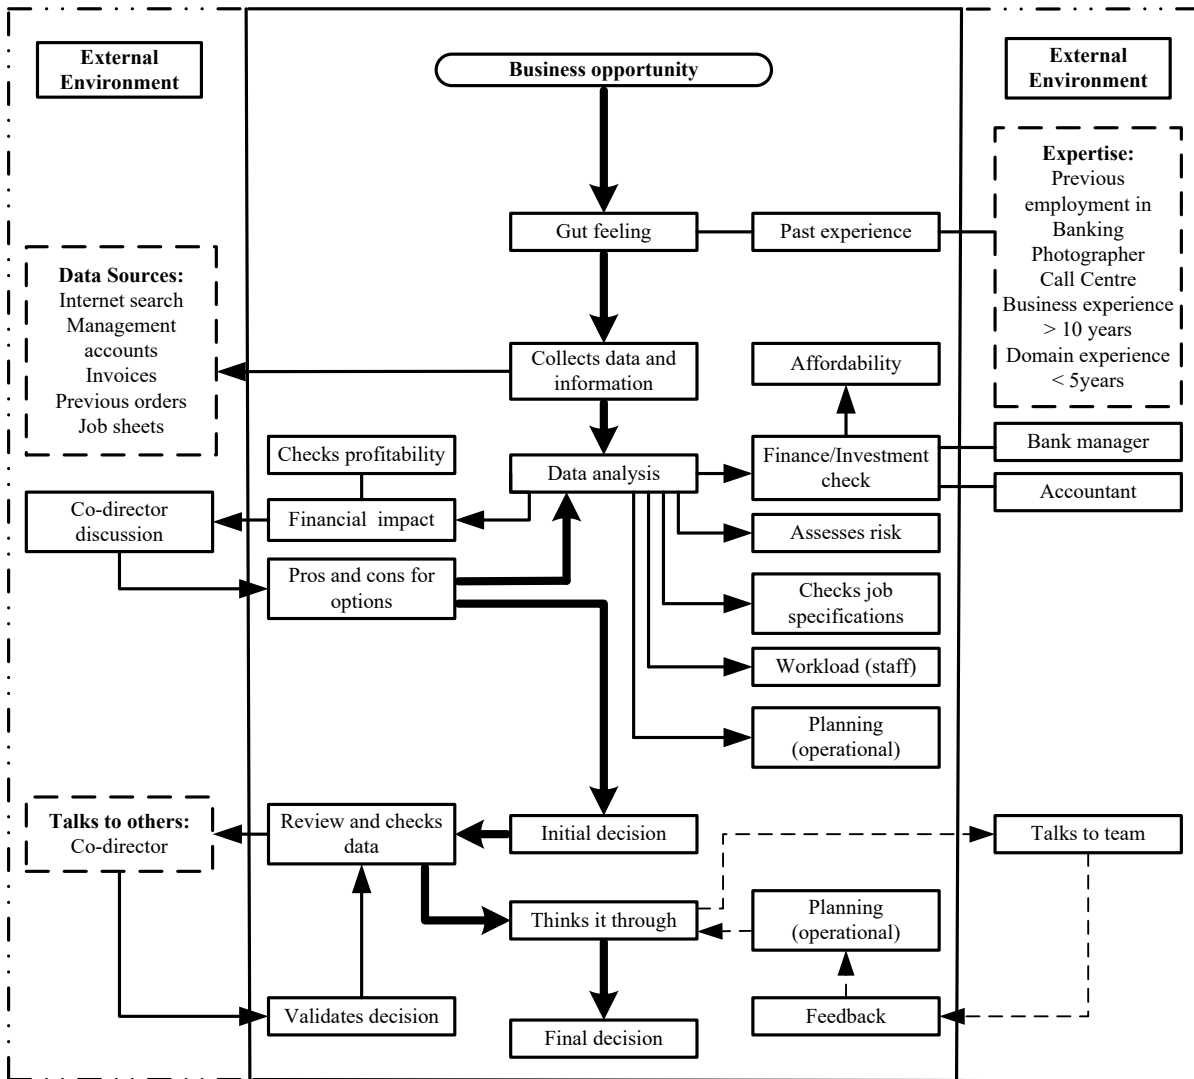 External
Environment
Business opportunity
External
Environment
Expertise:
Previous
employment in
Banking
Photographer
Call Centre
Business experience
> 10 years
Domain experience
< 5years
Gut feeling
Past experience
Data Sources:
Internet search
Management
accounts
Invoices
Previous orders
Job sheets
Collects data and
information
Affordability
Checks profitability
Data analysis
Finance/Investment
check
Bank manager
Accountant
Co-director
discussion
Financial  impact
Assesses risk
Pros and cons for
options
Checks job
specifications
Workload (staff)
Planning
(operational)
Talks to others:
Co-director
Review and checks
data
Initial decision
Talks to team
Thinks it through
Planning
(operational)
Validates decision
Final decision
Feedback